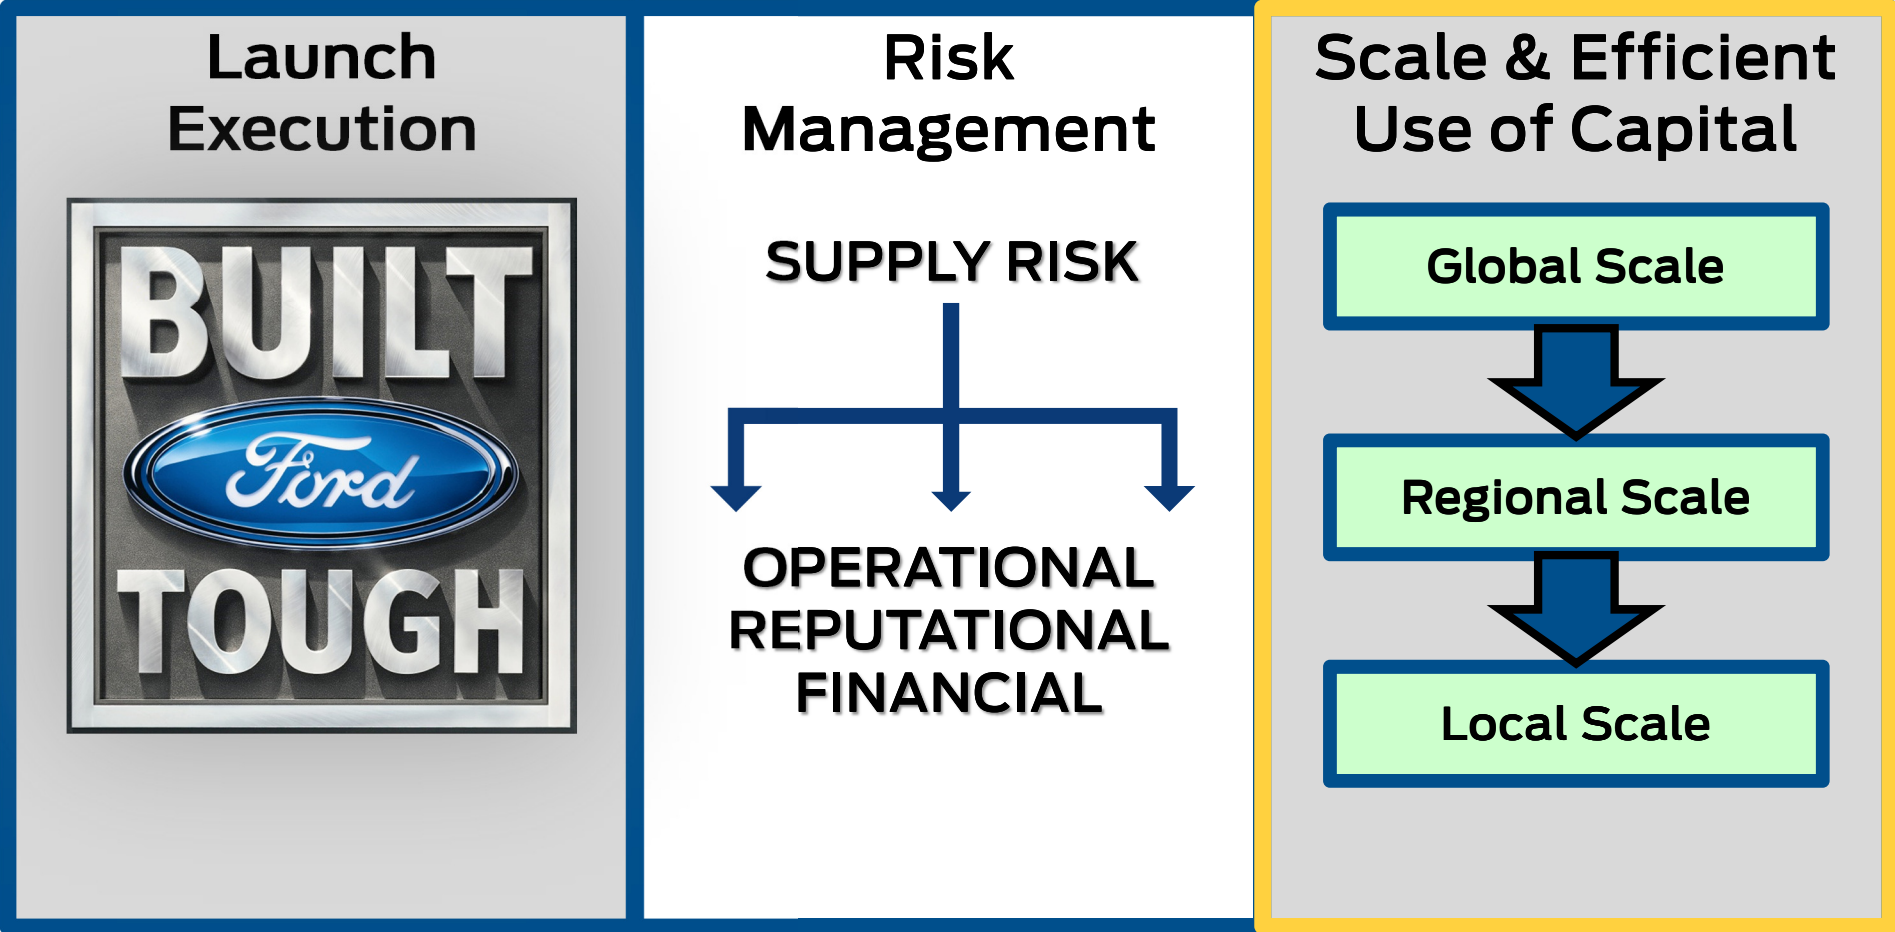 Launch
Execution
BUILT
Ford
TOUGH
Risk
Management
SUPPLY RISK
OPERATIONAL
REPUTATIONAL
FINANCIAL
Scale & Efficient
Use of Capital
Global Scale
Regional Scale
Local Scale